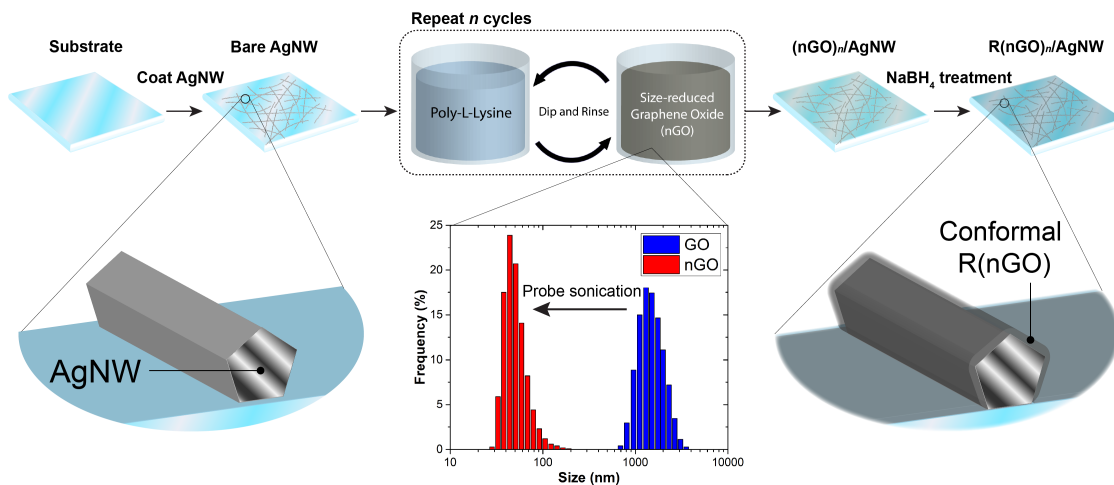 Repeat n cycles
Substrate
Bare AgNW
(nGO)n/AgNW
R(nGO)n/AgNW
Coat AgNW
NaBH4 treatment
Poly-L-Lysine
Dip and Rinse
Size-reduced
Graphene Oxide
(nGO)
AgNW
25
20
15
10
5
0
Frequency (%)
GO
nGO
Probe sonication
10
100
1000
10000
Size (nm)
Conformal
R(nGO)